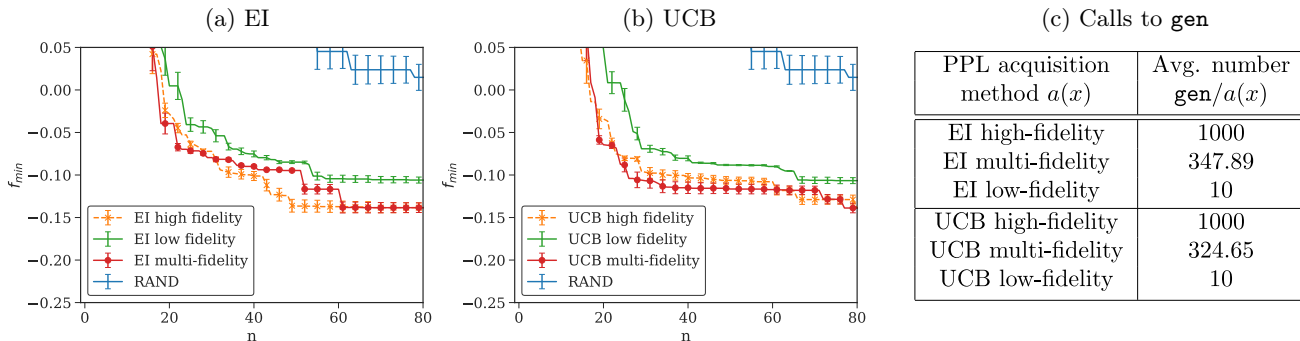 (a) EI
0.05
0.00
−0.05
−0.10
−0.15
−0.20
−0.25
f_min
EI high fidelity
EI low fidelity
EI multi-fidelity
RAND
0 20 40 60 80
n
(b) UCB
0.05
0.00
−0.05
−0.10
−0.15
−0.20
−0.25
f_min
UCB high fidelity
UCB low fidelity
UCB multi-fidelity
RAND
0 20 40 60 80
n
(c) Calls to gen
PPL acquisition Avg. number
method a(x) gen/a(x)
EI high-fidelity 1000
EI multi-fidelity 347.89
EI low-fidelity 10
UCB high-fidelity 1000
UCB multi-fidelity 324.65
UCB low-fidelity 10